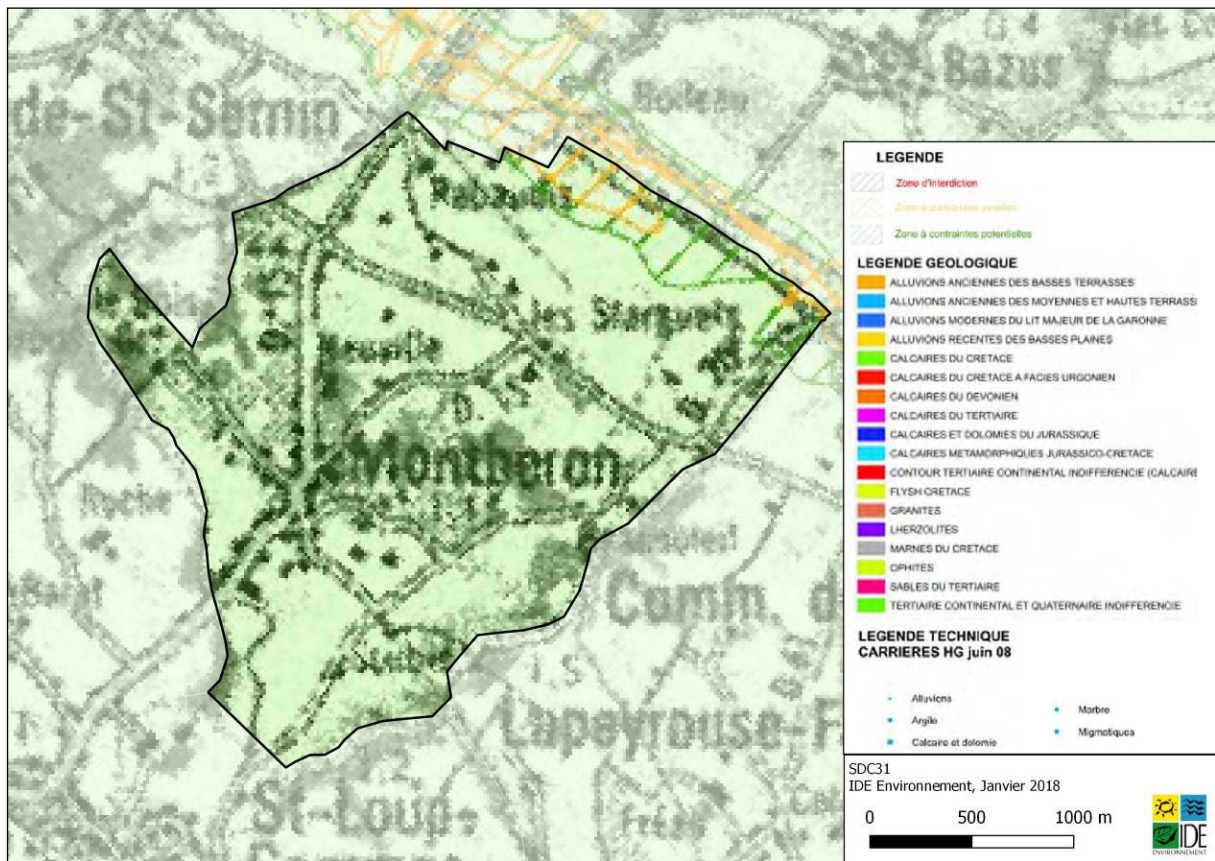 Bazus
de-St-Sernin
LEGENDE
Zone d'interdiction
Zone à contraintes
Zone à contraintes potentielles
LEGENDE GEOLOGIQUE
ALLUVIONS ANCIENNES DES BASSES TERRASSES
ALLUVIONS ANCIENNES DES MOYENNES ET HAUTES TERRASS
ALLUVIONS MODERNES DU LIT MAJEUR DE LA GARONNE
ALLUVIONS RECENTES DES BASSES PLAINES
CALCAIRES DU CRETACE
CALCAIRES DU CRETACE A FACIES URGONIEN
CALCAIRES DU DEVONIEN
CALCAIRES DU TERTIAIRE
CALCAIRES ET DOLOMIES DU JURASSIQUE
CALCAIRES METAMORPHIQUES JURASSICO-CRETACE
CONTOUR TERTIAIRE CONTINENTAL INDIFFERENCIE (CALCAIRE
FLYSH CRETACE
GRANITES
LHERZOLITES
MARNES DU CRETACE
OPHITES
SABLES DU TERTIAIRE
TERTIAIRE CONTINENTAL ET QUATERNAIRE INDIFFERENCIE
LEGENDE TECHNIQUE
CARRIERES HG juin 08
Alluvions
Argile
Calcaire et dolomie
Marbre
Migmatiques
les Starguets
Montberon
Comm. d
Lapeyrouse-F
St-Loup
SDC31
IDE Environnement, Janvier 2018
0 500 1000 m
IDE
ENVIRONNEMENT